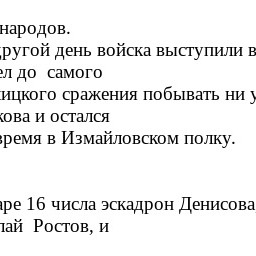 народов.
другой день войска выступили в
ел до самого
ицкого сражения побывать ни у
кова и остался
время в Измайловском полку.
аре 16 числа эскадрон Денисова
лай Ростов, и